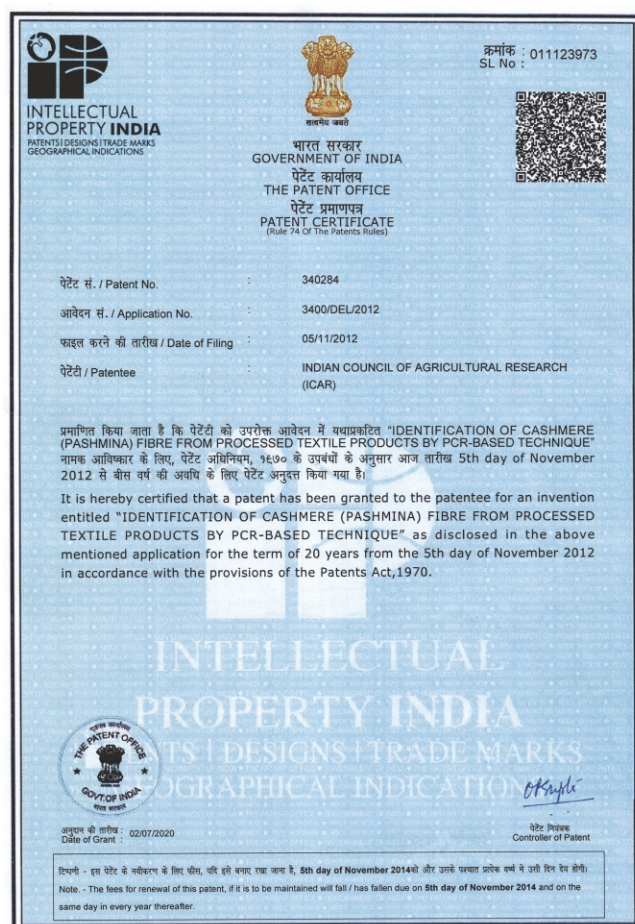 INTELLECTUAL
PROPERTY INDIA
PATENTS | DESIGNS | TRADE MARKS
GEOGRAPHICAL INDICATIONS
सत्यमेव जयते
क्रमांक : 011123973
SL No :
भारत सरकार
GOVERNMENT OF INDIA
पेटेंट कार्यालय
THE PATENT OFFICE
पेटेंट प्रमाणपत्र
PATENT CERTIFICATE
(Rule 74 Of The Patents Rules)
पेटेंट सं. / Patent No. : 340284
आवेदन सं. / Application No. : 3400/DEL/2012
फाइल करने की तारीख / Date of Filing : 05/11/2012
पेटेंटी / Patentee : INDIAN COUNCIL OF AGRICULTURAL RESEARCH
(ICAR)
प्रमाणित किया जाता है कि पेटेंटी को उपरोक्त आवेदन में यथाप्रकटित “IDENTIFICATION OF CASHMERE
(PASHMINA) FIBRE FROM PROCESSED TEXTILE PRODUCTS BY PCR-BASED TECHNIQUE”
नामक आविष्कार के लिए, पेटेंट अधिनियम, १६७० के उपबंधों के अनुसार आज तारीख 5th day of November
2012 से बीस वर्ष की अवधि के लिए पेटेंट अनुदत्त किया गया है।
It is hereby certified that a patent has been granted to the patentee for an invention
entitled “IDENTIFICATION OF CASHMERE (PASHMINA) FIBRE FROM PROCESSED
TEXTILE PRODUCTS BY PCR-BASED TECHNIQUE” as disclosed in the above
mentioned application for the term of 20 years from the 5th day of November 2012
in accordance with the provisions of the Patents Act,1970.
INTELLECTUAL
PROPERTY INDIA
TS | DESIGNS | TRADE MARKS
OGRAPHICAL INDICATION
THE PATENT OFFICE
GOVT.OF INDIA
भारत सरकार
अनुदान की तारीख : 02/07/2020
Date of Grant :
पेटेंट नियंत्रक
Controller of Patent
टिप्पणी - इस पेटेंट के नवीकरण के लिए फीस, यदि इसे बनाए रखा जाना है, 5th day of November 2014को और उसके पश्चात प्रत्येक वर्ष मे उसी दिन देय होगी।
Note. - The fees for renewal of this patent, if it is to be maintained will fall / has fallen due on 5th day of November 2014 and on the
same day in every year thereafter.